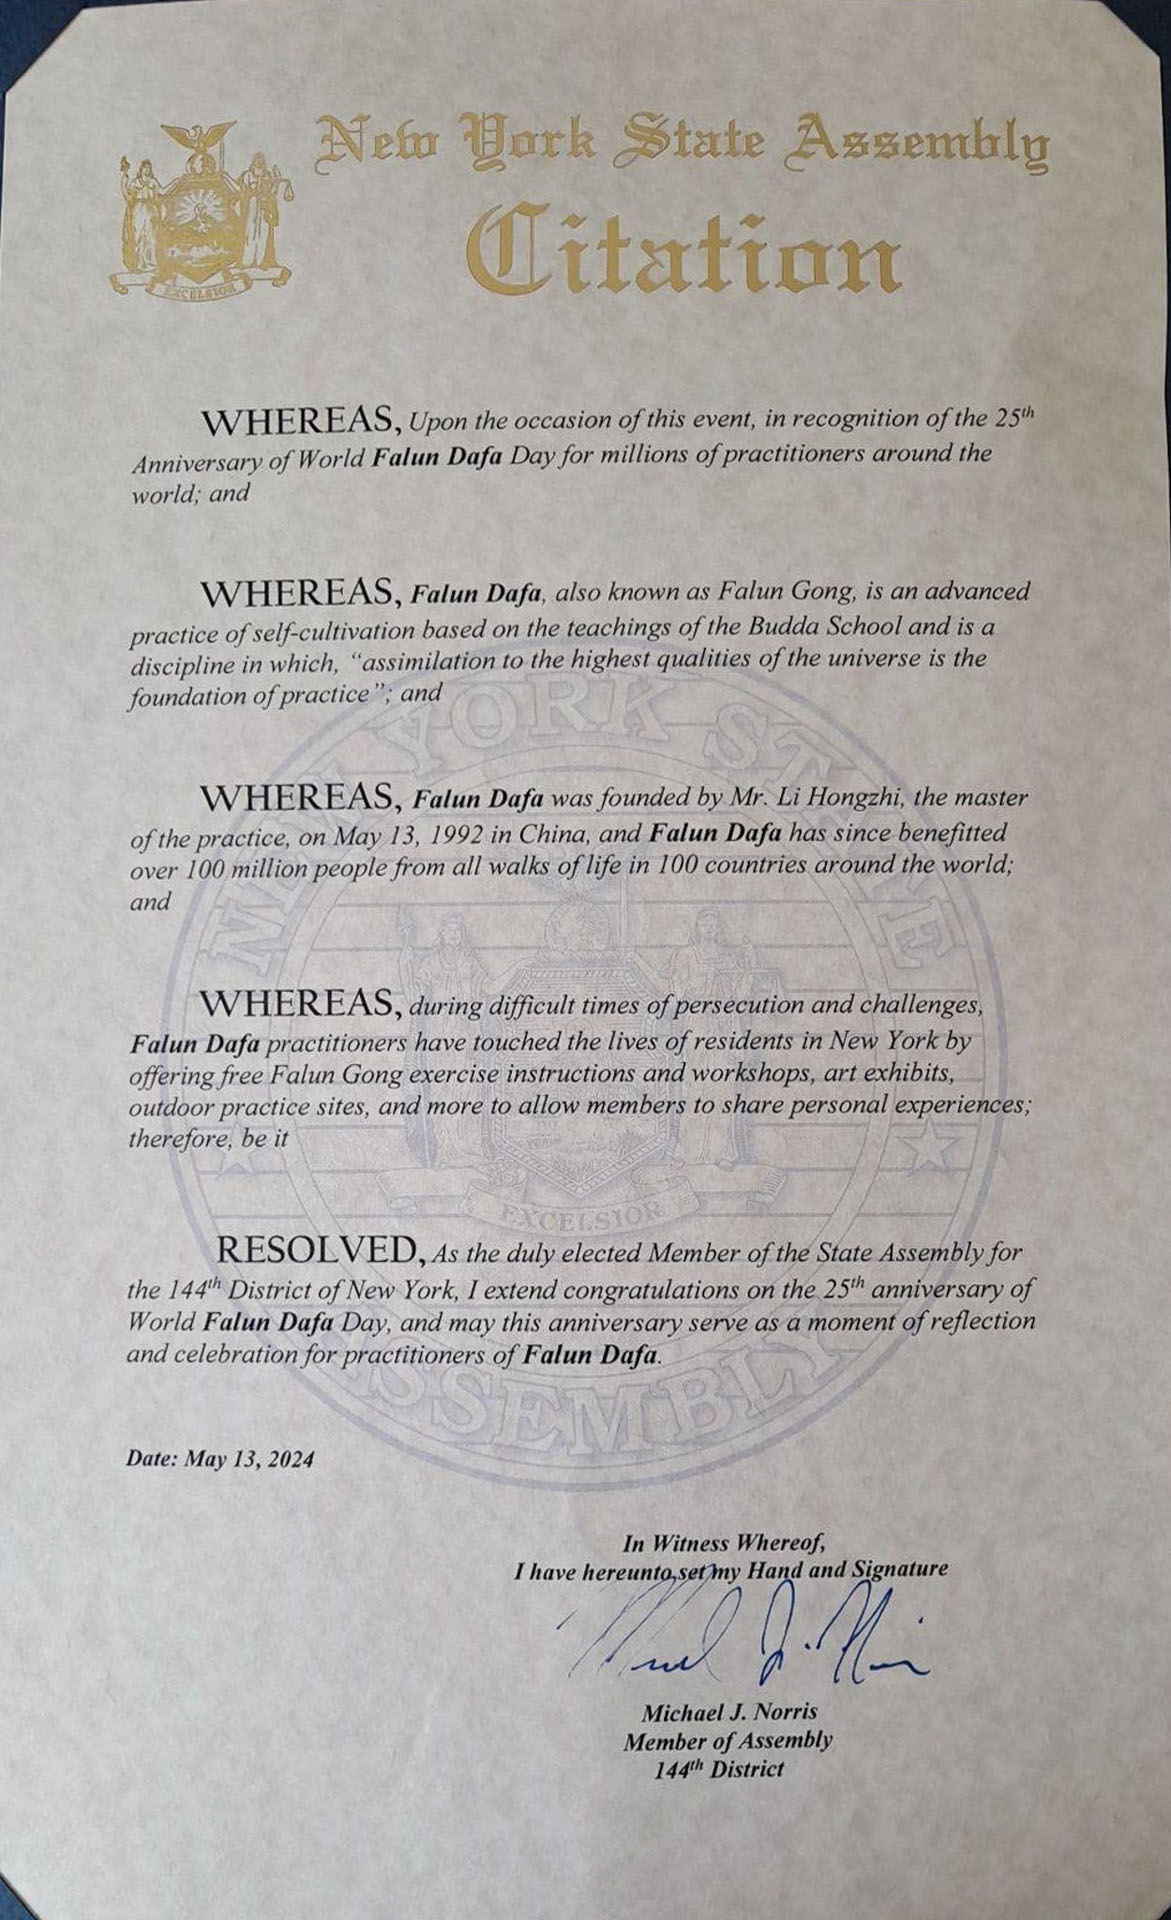 New York State Assembly
Citation
EXCELSIOR
WHEREAS, Upon the occasion of this event, in recognition of the 25th
Anniversary of World Falun Dafa Day for millions of practitioners around the
world; and
WHEREAS, Falun Dafa, also known as Falun Gong, is an advanced
practice of self-cultivation based on the teachings of the Budda School and is a
discipline in which, “assimilation to the highest qualities of the universe is the
foundation of practice”; and
WHEREAS, Falun Dafa was founded by Mr. Li Hongzhi, the master
of the practice, on May 13, 1992 in China, and Falun Dafa has since benefitted
over 100 million people from all walks of life in 100 countries around the world;
and
WHEREAS, during difficult times of persecution and challenges,
Falun Dafa practitioners have touched the lives of residents in New York by
offering free Falun Gong exercise instructions and workshops, art exhibits,
outdoor practice sites, and more to allow members to share personal experiences;
therefore, be it
RESOLVED, As the duly elected Member of the State Assembly for
the 144th District of New York, I extend congratulations on the 25th anniversary of
World Falun Dafa Day, and may this anniversary serve as a moment of reflection
and celebration for practitioners of Falun Dafa.
NEW YORK STATE
EXCELSIOR
ASSEMBLY
Date: May 13, 2024
In Witness Whereof,
I have hereunto set my Hand and Signature
Michael J. Norris
Member of Assembly
144th District